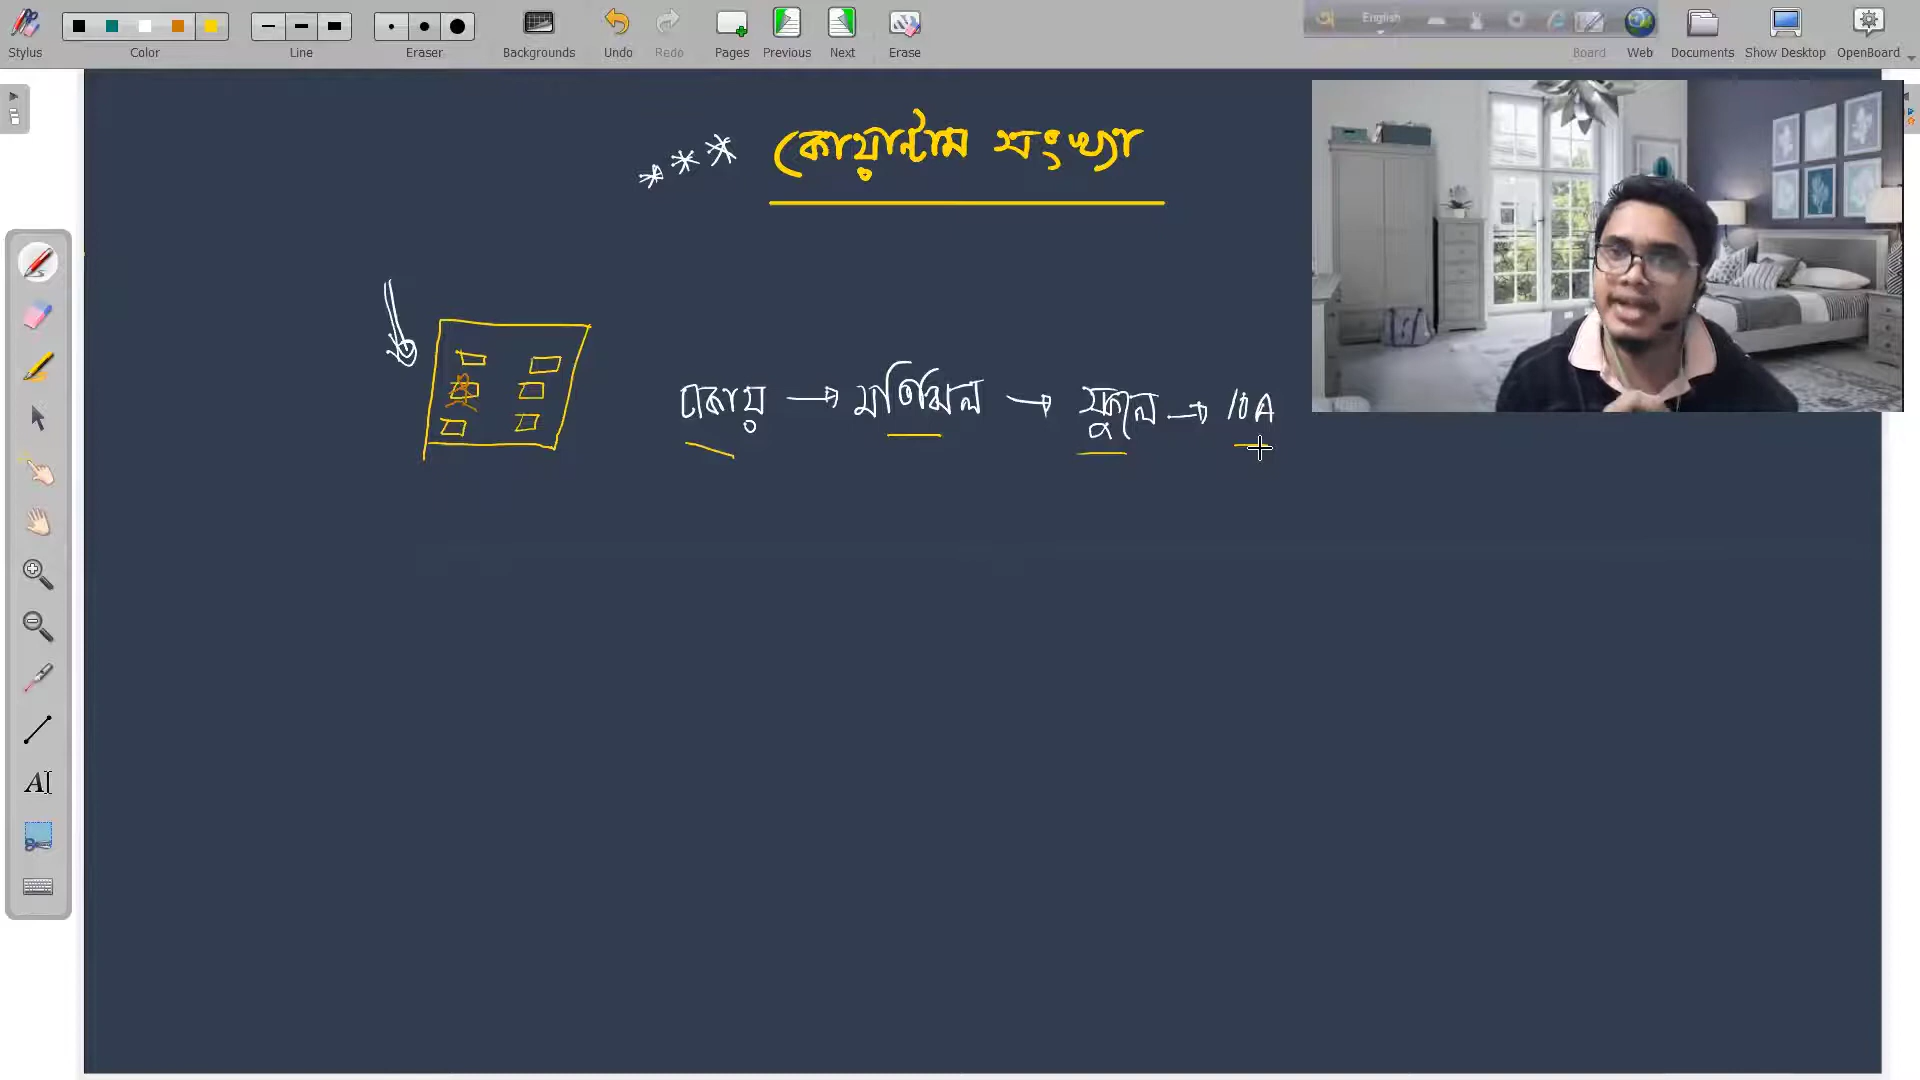 Stylus Color Line Eraser Backgrounds Undo Redo Pages Previous Next Erase Board Web Documents Show Desktop OpenBoard
English
*** কোয়ান্টাম সংখ্যা
ঢাকায় → মতিঝিল → স্কুলে → 10A